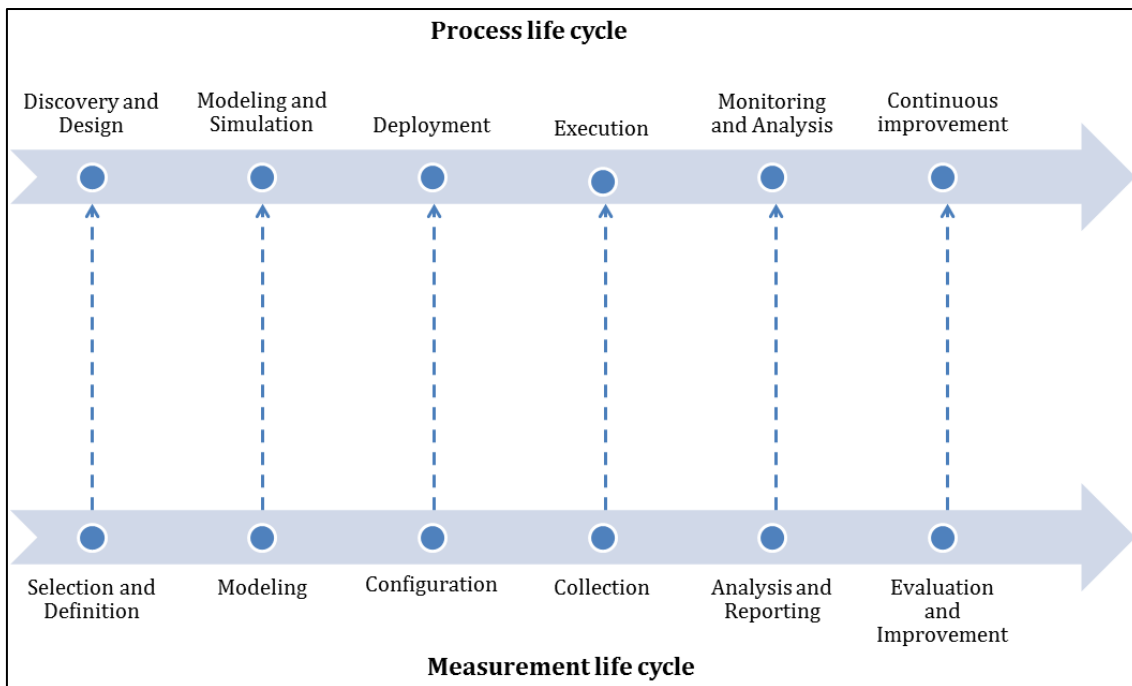 Process life cycle
Discovery and
Design
Modeling and
Simulation
Deployment
Execution
Monitoring
and Analysis
Continuous
improvement
Selection and
Definition
Modeling
Configuration
Collection
Analysis and
Reporting
Evaluation
and
Improvement
Measurement life cycle